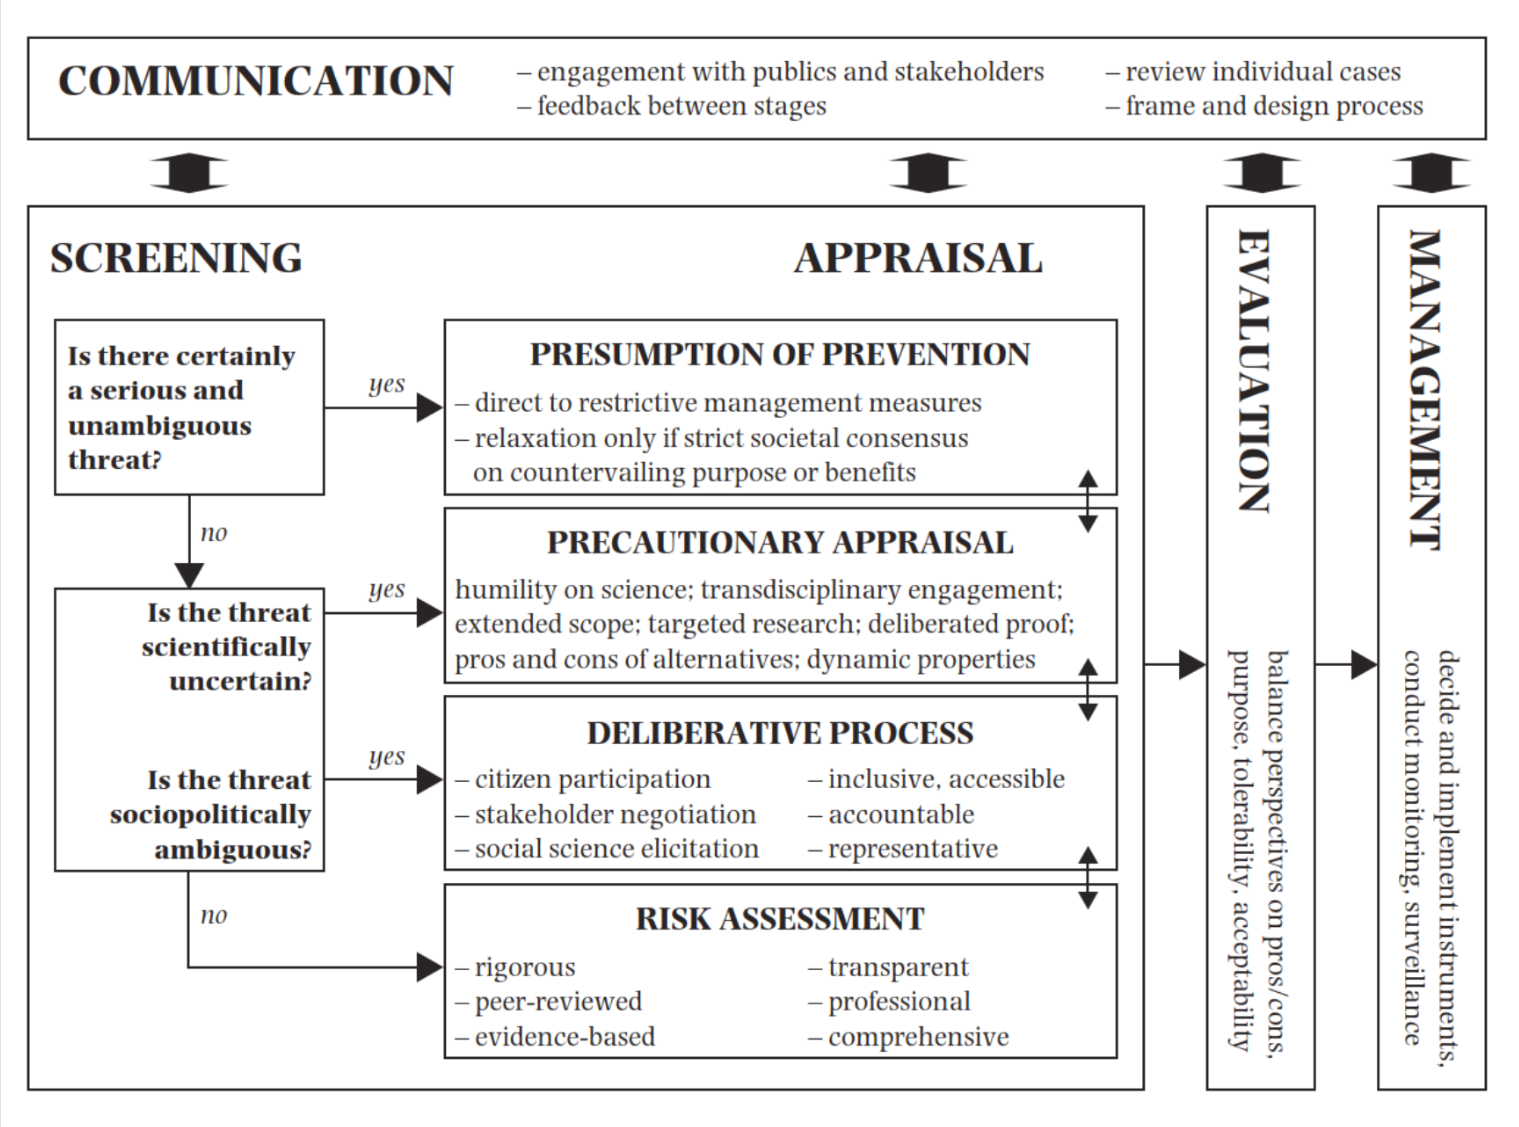 COMMUNICATION
– engagement with publics and stakeholders
– feedback between stages
– review individual cases
– frame and design process
SCREENING
APPRAISAL
Is there certainly
a serious and
unambiguous
threat?
yes
no
PRESUMPTION OF PREVENTION
– direct to restrictive management measures
– relaxation only if strict societal consensus
on countervailing purpose or benefits
Is the threat
scientifically
uncertain?
yes
PRECAUTIONARY APPRAISAL
humility on science; transdisciplinary engagement;
extended scope; targeted research; deliberated proof;
pros and cons of alternatives; dynamic properties
Is the threat
sociopolitically
ambiguous?
yes
no
DELIBERATIVE PROCESS
– citizen participation
– stakeholder negotiation
– social science elicitation
– inclusive, accessible
– accountable
– representative
RISK ASSESSMENT
– rigorous
– peer-reviewed
– evidence-based
– transparent
– professional
– comprehensive
EVALUATION
balance perspectives on pros/cons,
purpose, tolerability, acceptability
MANAGEMENT
decide and implement instruments,
conduct monitoring, surveillance